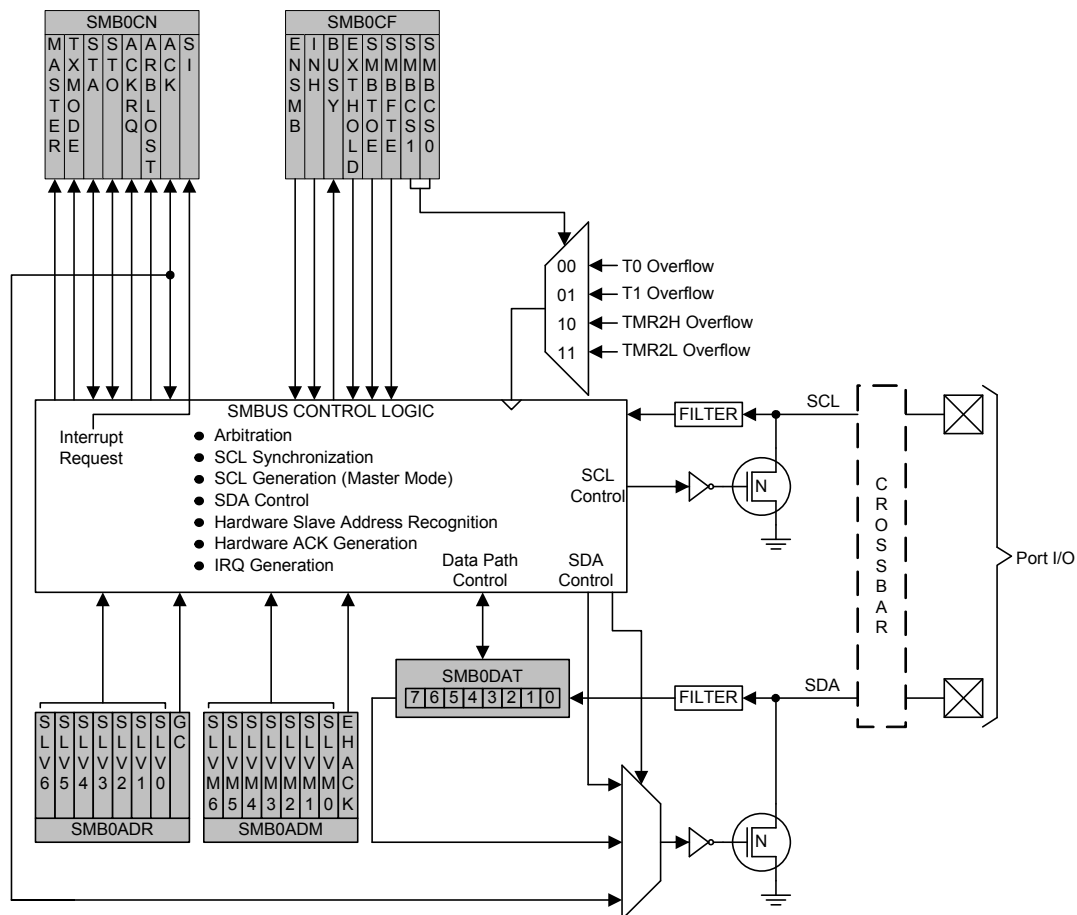 SMB0CN
MASTER
TXMODE
STA
STO
ACKRQ
ARBLOST
ACK
SI
SMB0CF
ENSMB
INH
BUSY
EXTHOLD
SMBTOE
SMBFTE
SMBCS1
SMBCS0
00
T0 Overflow
01
T1 Overflow
10
TMR2H Overflow
11
TMR2L Overflow
SMBUS CONTROL LOGIC
Interrupt
Request
● Arbitration
● SCL Synchronization
● SCL Generation (Master Mode)
● SDA Control
● Hardware Slave Address Recognition
● Hardware ACK Generation
● IRQ Generation
Data Path
Control
SDA
Control
SCL
Control
FILTER
SCL
N
CROSSBAR
Port I/O
SMB0DAT
7 6 5 4 3 2 1 0
FILTER
SDA
N
SLV6
SLV5
SLV4
SLV3
SLV2
SLV1
SLV0
GC
SMB0ADR
SLVM6
SLVM5
SLVM4
SLVM3
SLVM2
SLVM1
SLVM0
EHACK
SMB0ADM